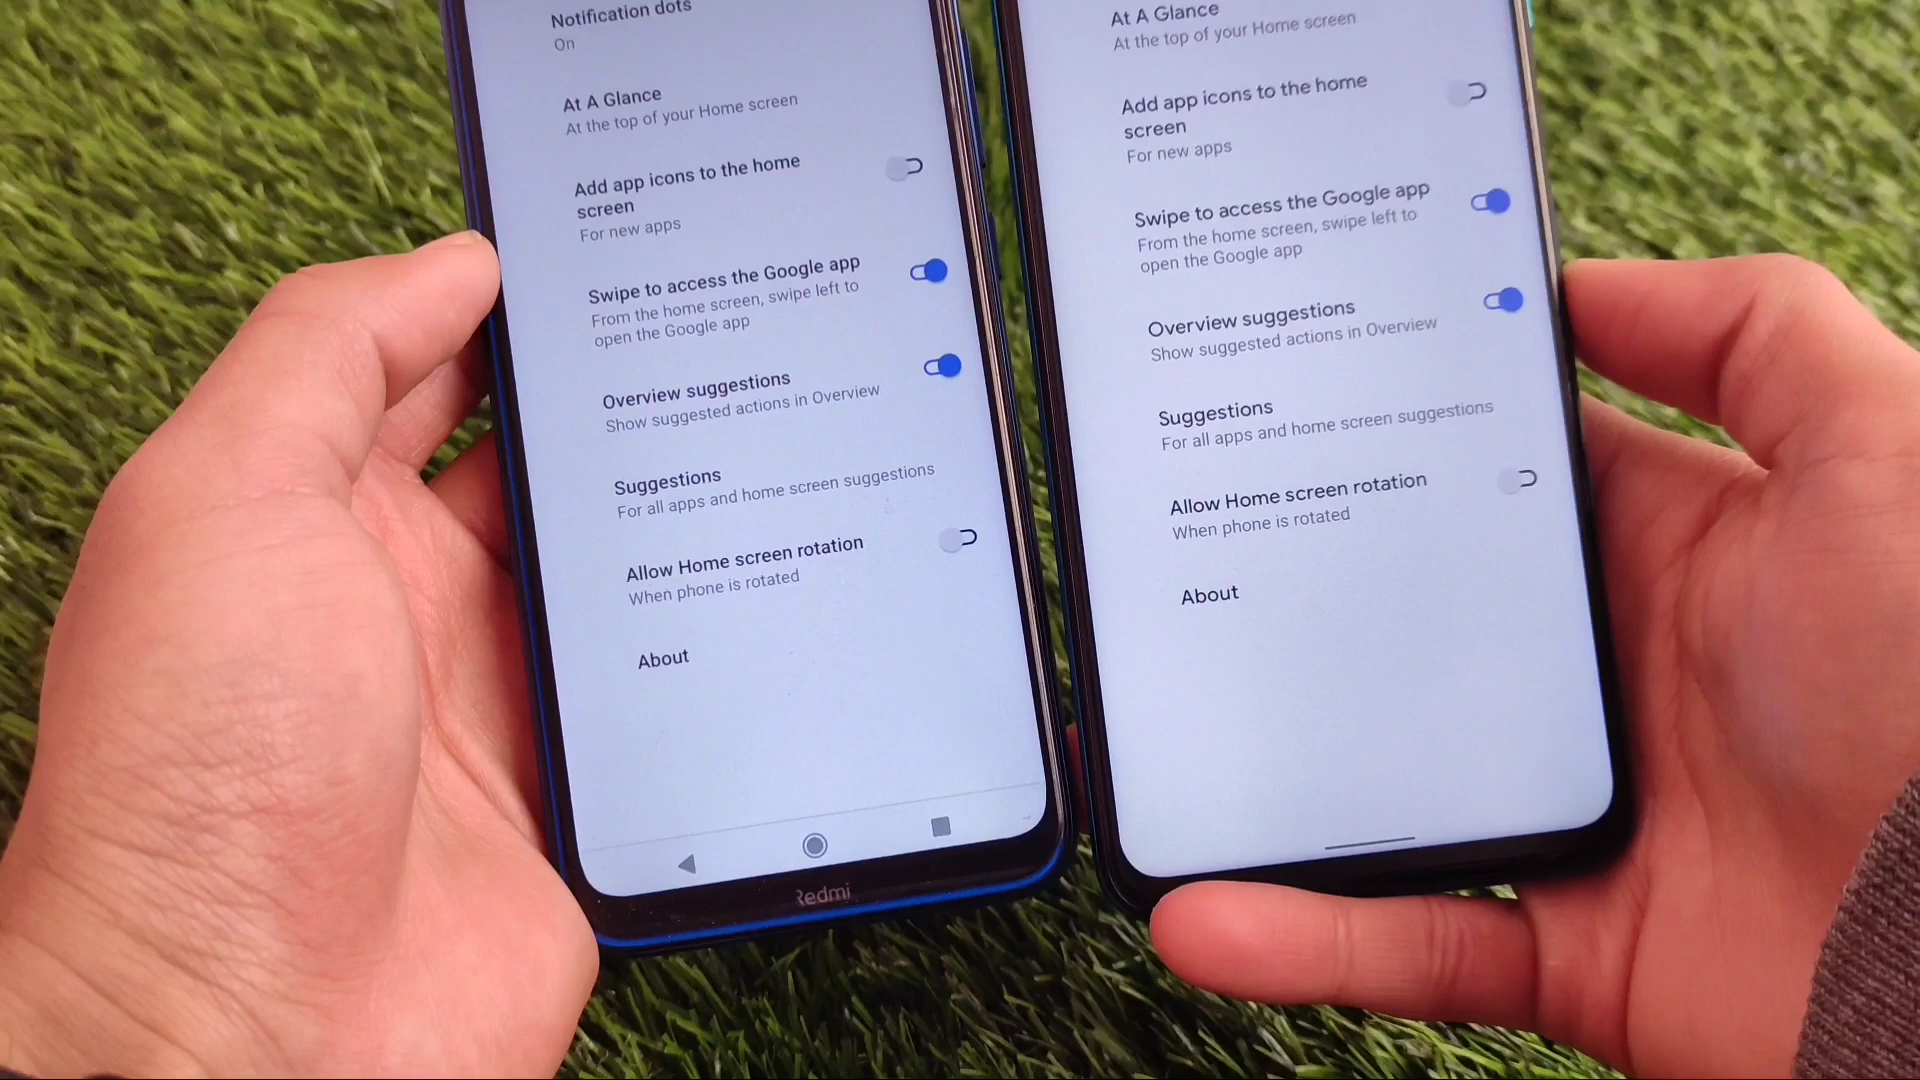 Notification dots
On
At A Glance
At the top of your Home screen
Add app icons to the home
screen
For new apps
Swipe to access the Google app
From the home screen, swipe left to
open the Google app
Overview suggestions
Show suggested actions in Overview
Suggestions
For all apps and home screen suggestions
Allow Home screen rotation
When phone is rotated
About
Redmi
At A Glance
At the top of your Home screen
Add app icons to the home
screen
For new apps
Swipe to access the Google app
From the home screen, swipe left to
open the Google app
Overview suggestions
Show suggested actions in Overview
Suggestions
For all apps and home screen suggestions
Allow Home screen rotation
When phone is rotated
About